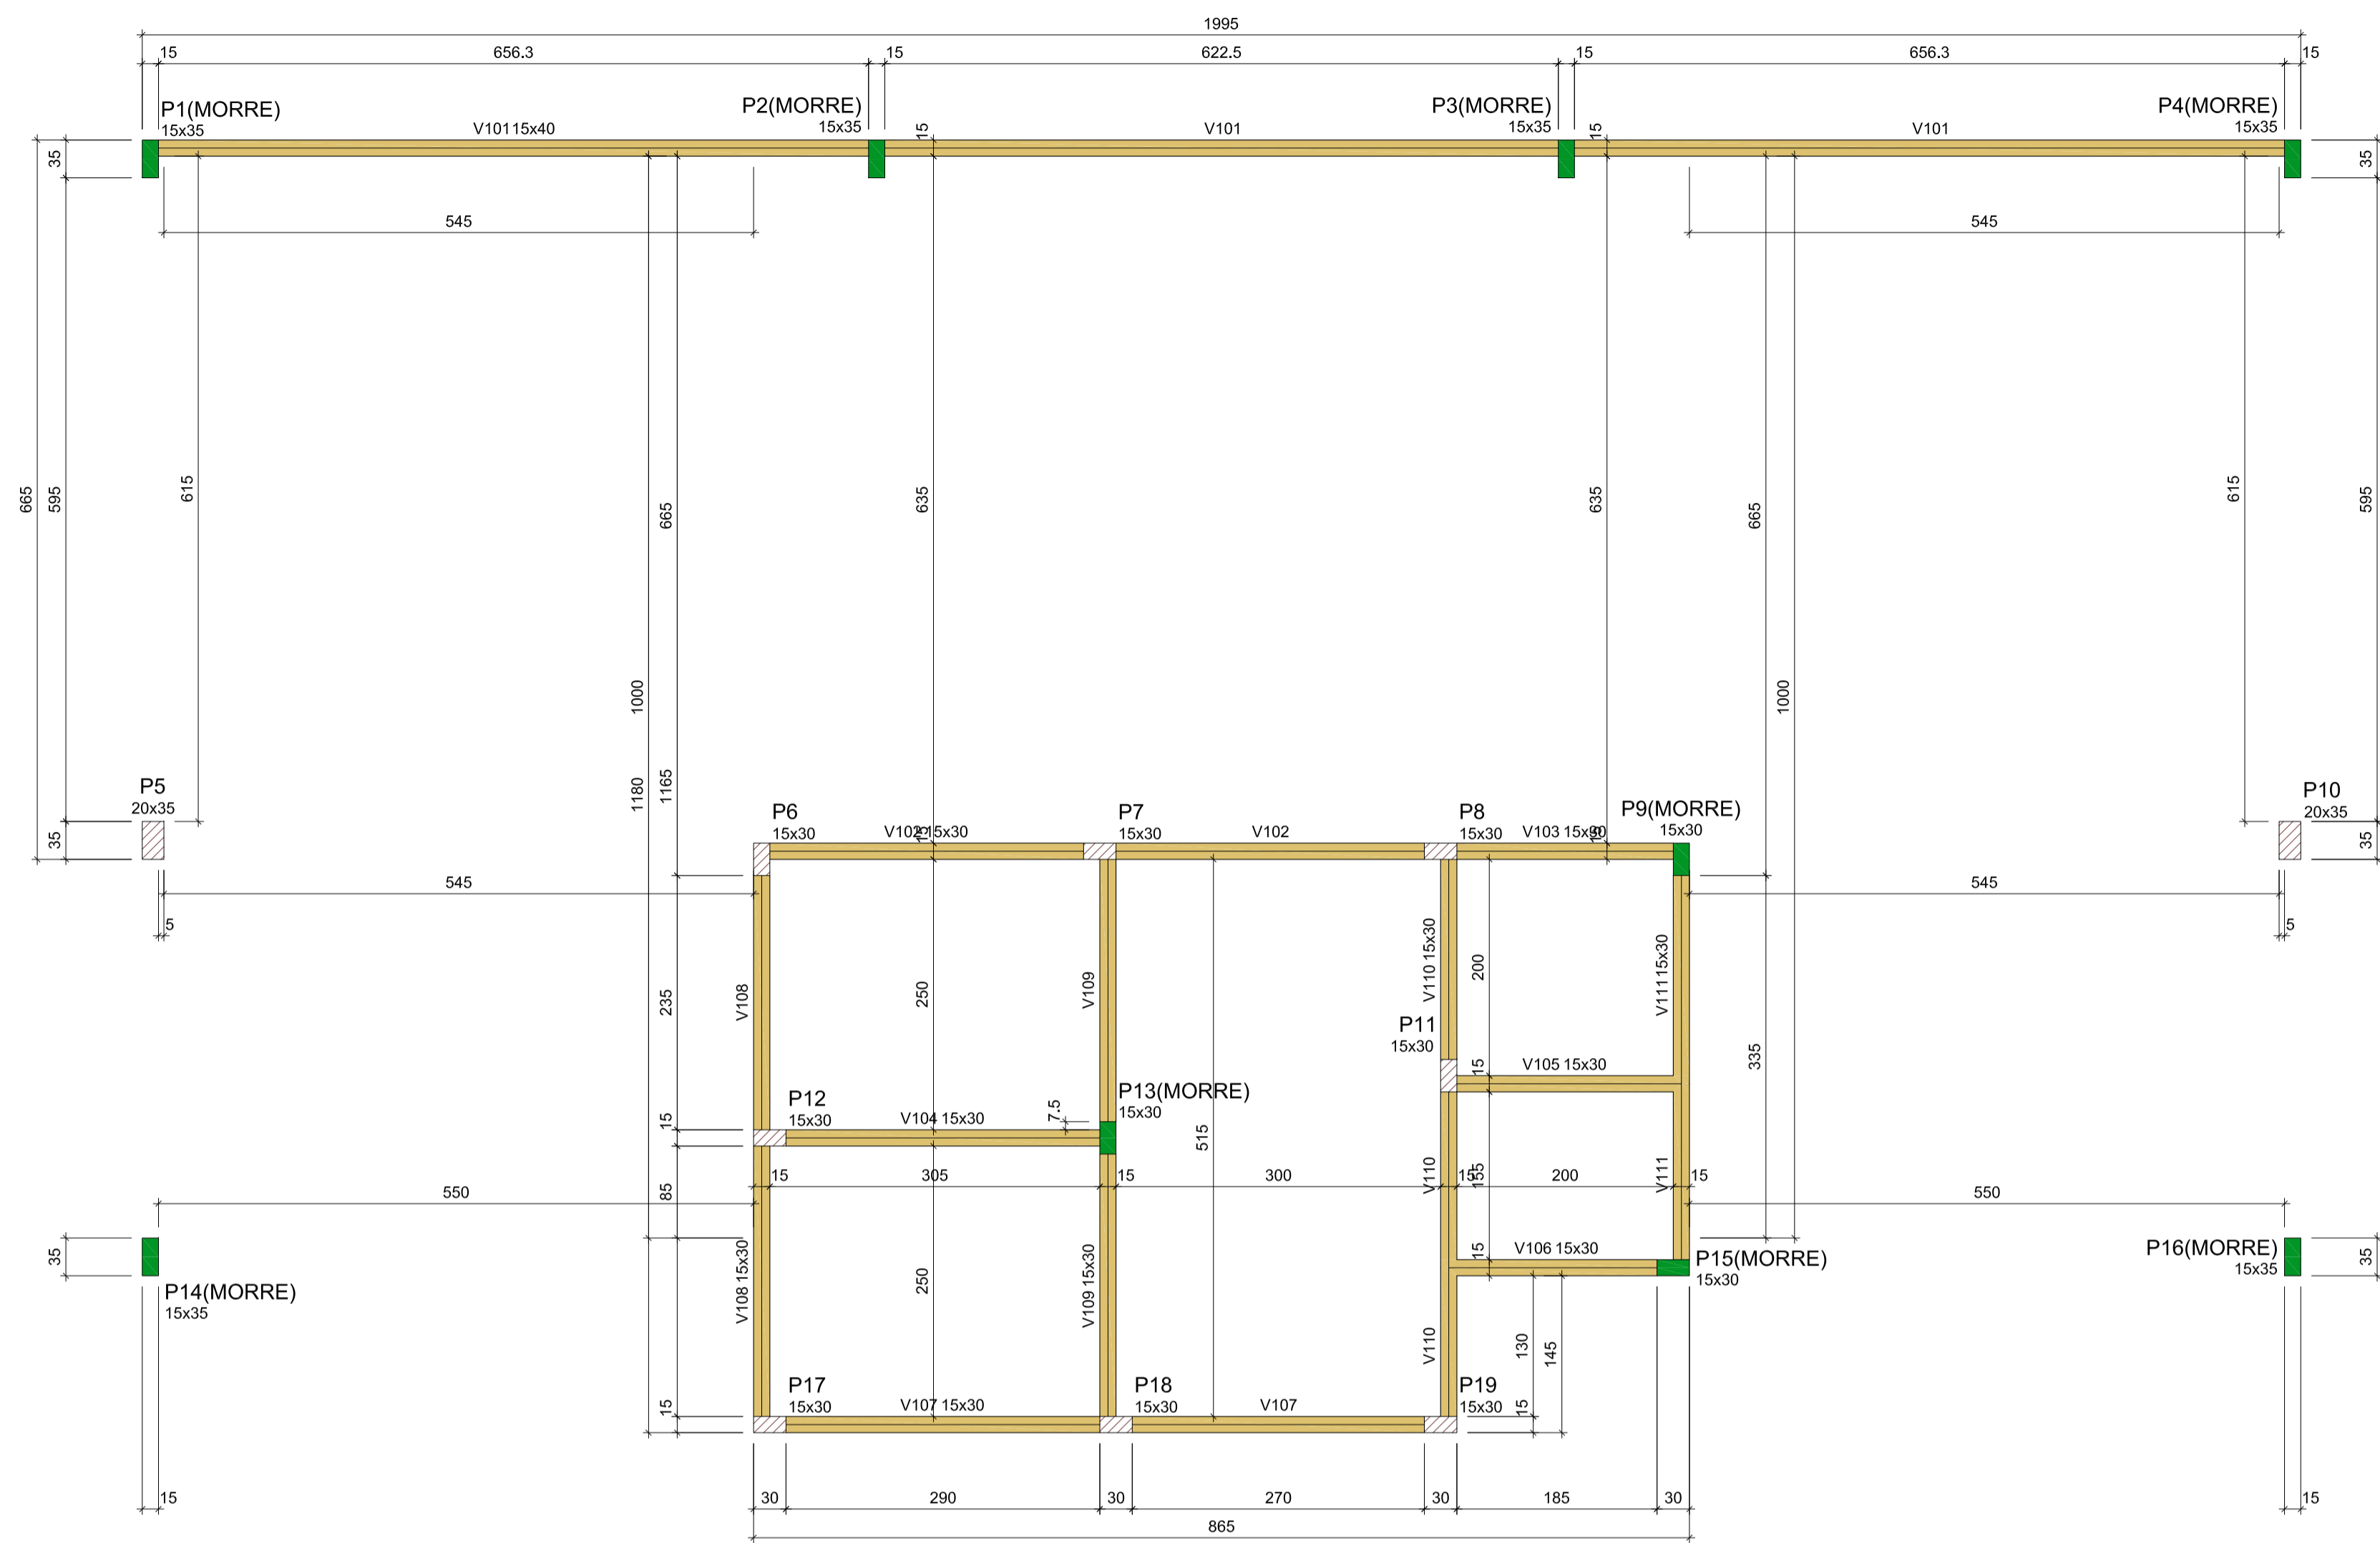 1995
15 656.3 15 622.5 15 656.3 15
P1(MORRE) P2(MORRE) P3(MORRE) P4(MORRE)
15x35 V101 15x40 15x35 15 V101 15x35 15 V101 15x35
35 35
545 545
665 595 615 665 635 635 665 615 595
1000 1000
1180 1165
P5 P10
20x35 20x35
P6 P7 P8 P9(MORRE)
15x30 V102 15x30 15x30 V102 15x30 V103 15x30 15x30
15 15
35 35
545 545
5 5
V108 235 250 V109 V110 15x30 200 V111 15x30
P11
15x30
335
15 V105 15x30
P12 P13(MORRE)
15x30 V104 15x30 7.5 15x30
15 515
15 305 15 300 15 155 200 15
85 V110 V111
550 550
35 15 V106 15x30 35
P14(MORRE) P15(MORRE) P16(MORRE)
15x35 15x30 15x35
V108 15x30 250 V109 15x30 V110 130 145
P17 P18 P19
15x30 V107 15x30 15x30 V107 15x30
15 15
15 30 290 30 270 30 185 30 15
865